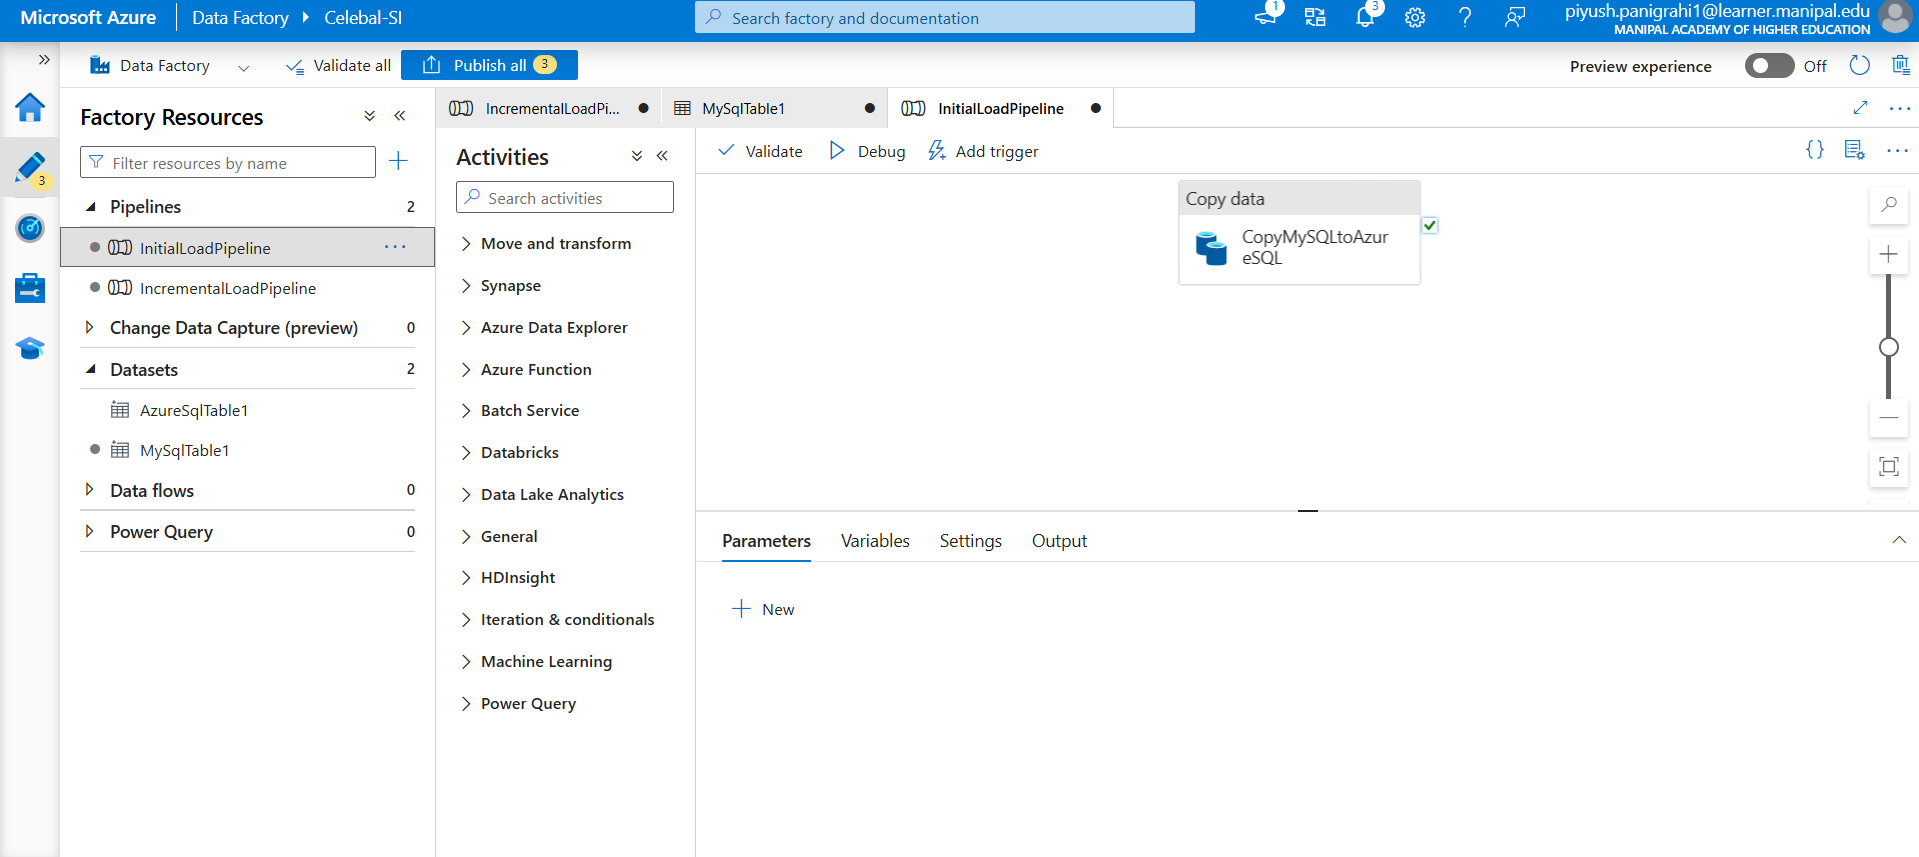 Microsoft Azure
Data Factory
Celebal-SI
Search factory and documentation
1
3
piyush.panigrahi1@learner.manipal.edu
MANIPAL ACADEMY OF HIGHER EDUCATION
Data Factory
Validate all
Publish all 3
Preview experience
Off
3
Factory Resources
Filter resources by name
Pipelines 2
InitialLoadPipeline
IncrementalLoadPipeline
Change Data Capture (preview) 0
Datasets 2
AzureSqlTable1
MySqlTable1
Data flows 0
Power Query 0
IncrementalLoadPi...
MySqlTable1
InitialLoadPipeline
Activities
Search activities
Move and transform
Synapse
Azure Data Explorer
Azure Function
Batch Service
Databricks
Data Lake Analytics
General
HDInsight
Iteration & conditionals
Machine Learning
Power Query
Validate
Debug
Add trigger
{}
Copy data
CopyMySQLtoAzur
eSQL
Parameters
Variables
Settings
Output
New